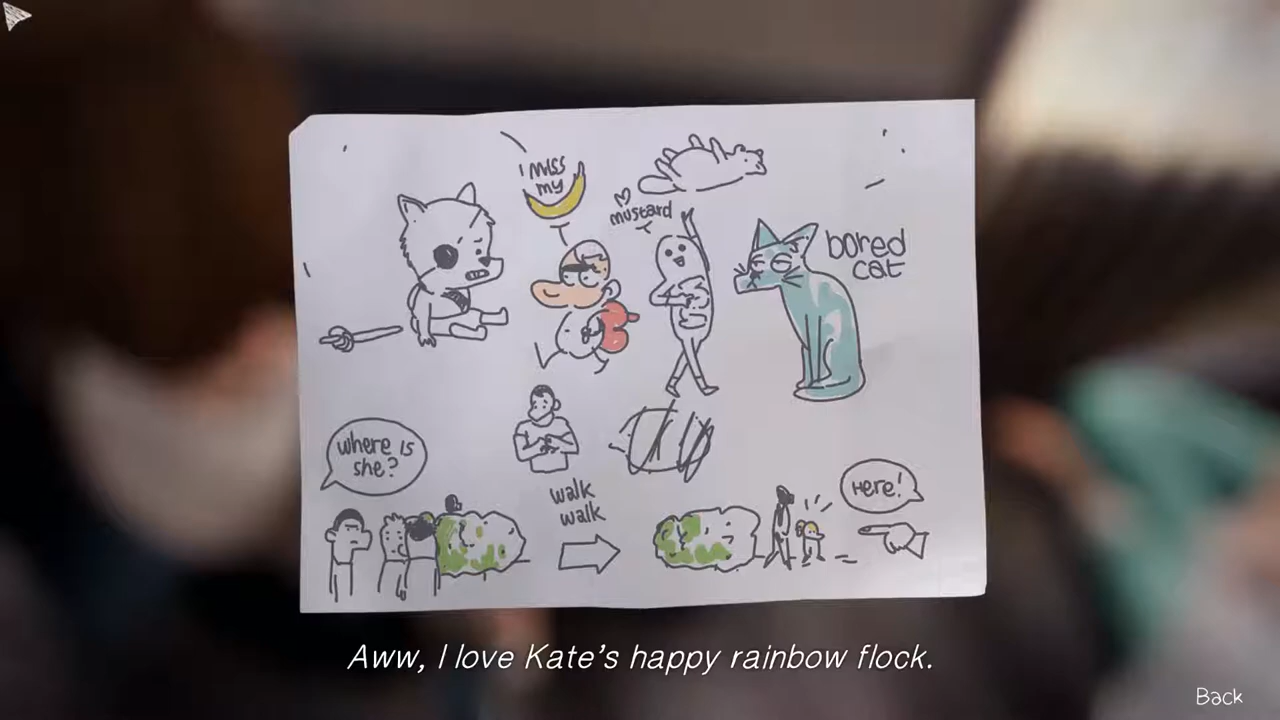 I MISS
MY
♡
mustard
bored
cat
where is
she?
walk
walk
HERE!
Aww, I love Kate's happy rainbow flock.
Back